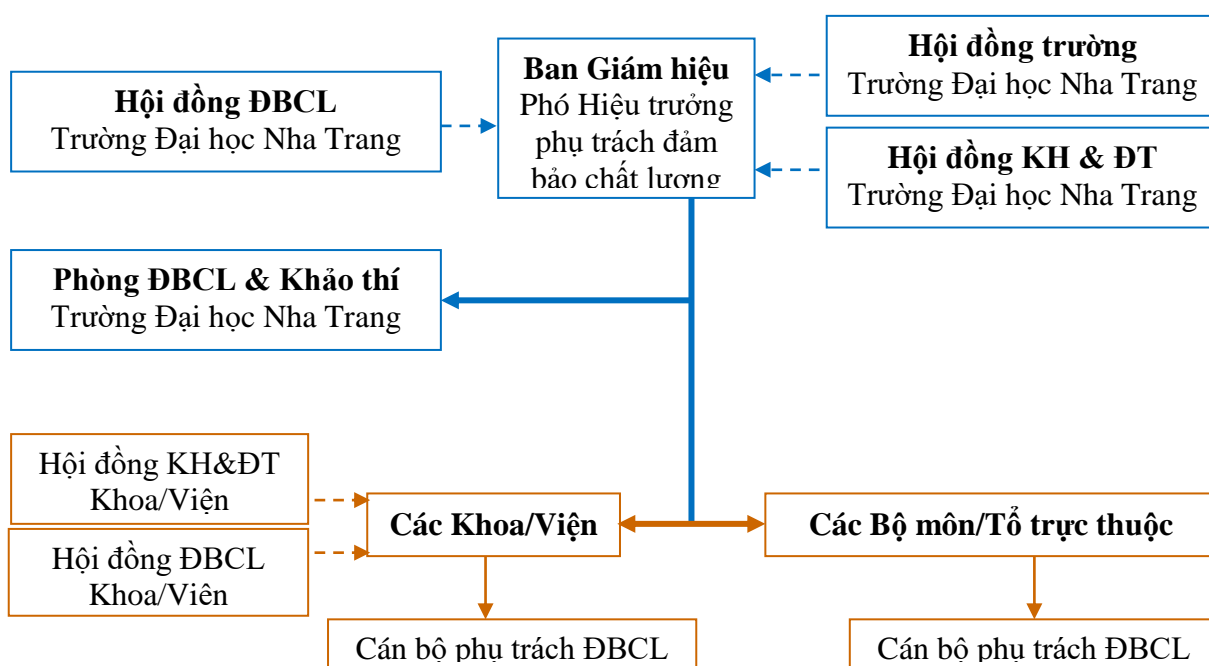 Hội đồng ĐBCL
Trường Đại học Nha Trang
Ban Giám hiệu
Phó Hiệu trưởng
phụ trách đảm
bảo chất lượng
Hội đồng trường
Trường Đại học Nha Trang
Hội đồng KH & ĐT
Trường Đại học Nha Trang
Phòng ĐBCL & Khảo thí
Trường Đại học Nha Trang
Hội đồng KH&ĐT
Khoa/Viện
Hội đồng ĐBCL
Khoa/Viên
Các Khoa/Viện
Các Bộ môn/Tổ trực thuộc
Cán bộ phụ trách ĐBCL
Cán bộ phụ trách ĐBCL